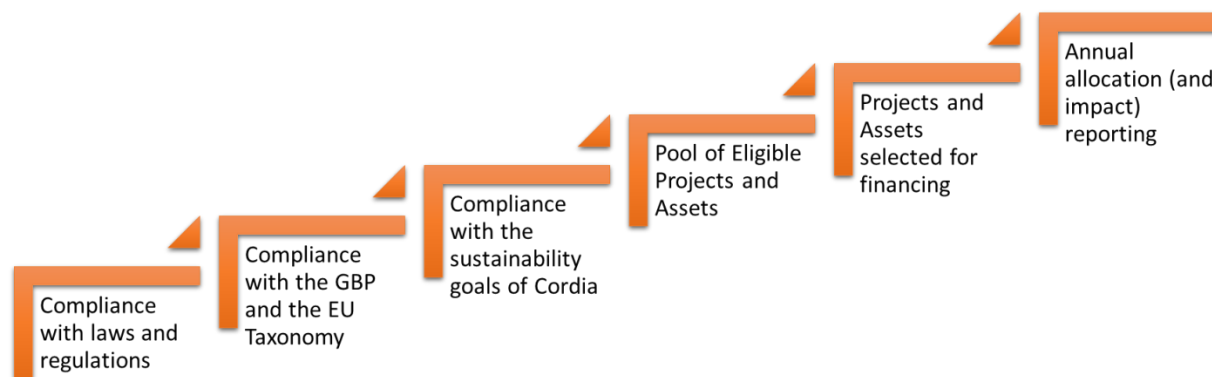 Compliance
with laws and
regulations
Compliance
with the GBP
and the EU
Taxonomy
Compliance
with the
sustainability
goals of Cordia
Pool of Eligible
Projects and
Assets
Projects and
Assets
selected for
financing
Annual
allocation (and
impact)
reporting